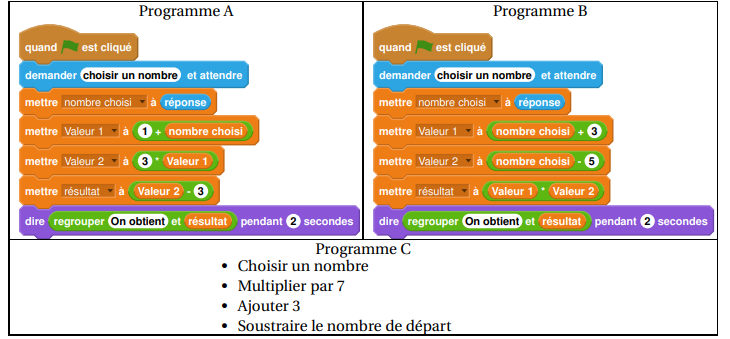 Programme A
quand est cliqué
demander choisir un nombre et attendre
mettre nombre choisi à réponse
mettre Valeur 1 à 1 + nombre choisi
mettre Valeur 2 à 3 * Valeur 1
mettre résultat à Valeur 2 - 3
dire regrouper On obtient et résultat pendant 2 secondes
Programme B
quand est cliqué
demander choisir un nombre et attendre
mettre nombre choisi à réponse
mettre Valeur 1 à nombre choisi + 3
mettre Valeur 2 à nombre choisi - 5
mettre résultat à Valeur 1 * Valeur 2
dire regrouper On obtient et résultat pendant 2 secondes
Programme C
• Choisir un nombre
• Multiplier par 7
• Ajouter 3
• Soustraire le nombre de départ